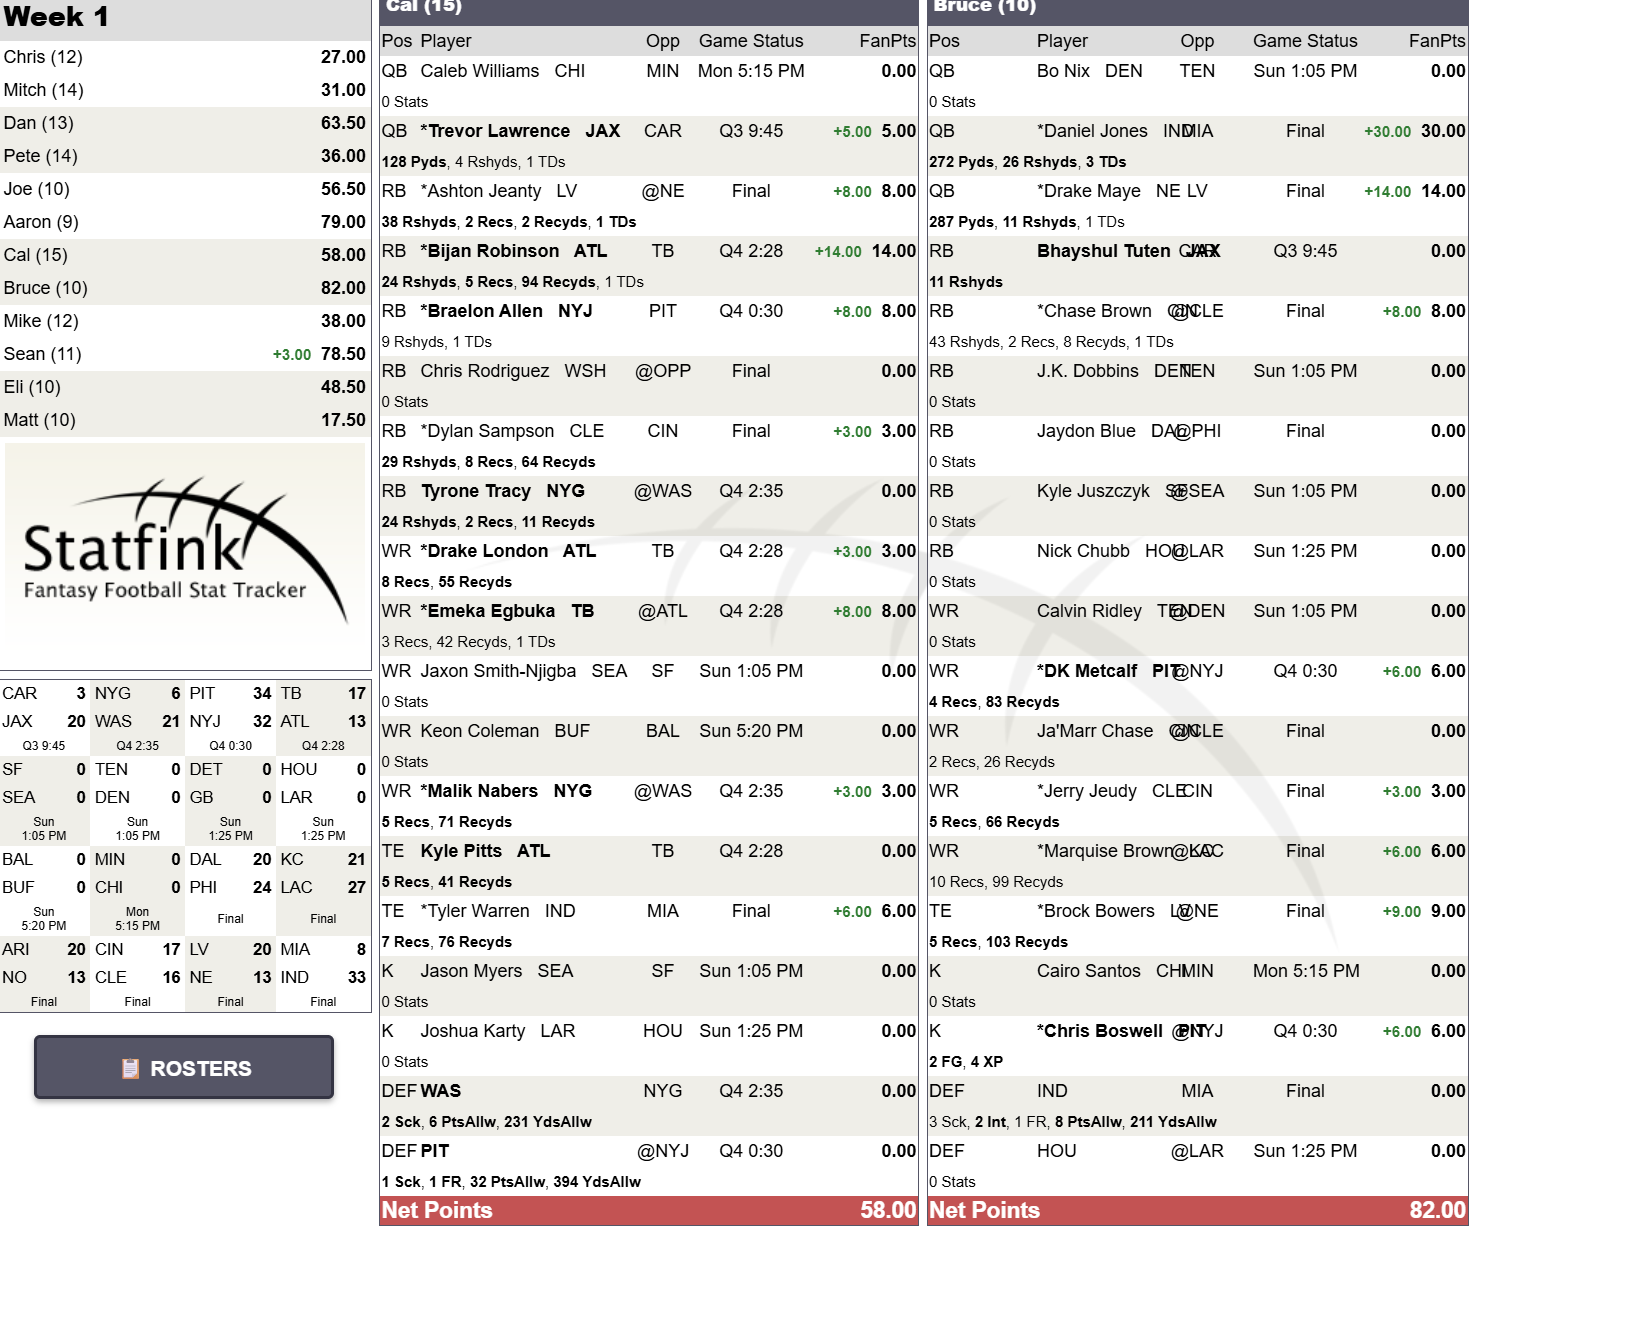 Week 1
Chris (12) 27.00
Mitch (14) 31.00
Dan (13) 63.50
Pete (14) 36.00
Joe (10) 56.50
Aaron (9) 79.00
Cal (15) 58.00
Bruce (10) 82.00
Mike (12) 38.00
Sean (11) +3.00 78.50
Eli (10) 48.50
Matt (10) 17.50
Statfink
Fantasy Football Stat Tracker
CAR 3 NYG 6 PIT 34 TB 17
JAX 20 WAS 21 NYJ 32 ATL 13
Q3 9:45 Q4 2:35 Q4 0:30 Q4 2:28
SF 0 TEN 0 DET 0 HOU 0
SEA 0 DEN 0 GB 0 LAR 0
Sun Sun Sun Sun
1:05 PM 1:05 PM 1:25 PM 1:25 PM
BAL 0 MIN 0 DAL 20 KC 21
BUF 0 CHI 0 PHI 24 LAC 27
Sun Mon Final Final
5:20 PM 5:15 PM
ARI 20 CIN 17 LV 20 MIA 8
NO 13 CLE 16 NE 13 IND 33
Final Final Final Final
ROSTERS
Cal (15)
Pos Player Opp Game Status FanPts
QB Caleb Williams CHI MIN Mon 5:15 PM 0.00
0 Stats
QB *Trevor Lawrence JAX CAR Q3 9:45 +5.00 5.00
128 Pyds, 4 Rshyds, 1 TDs
RB *Ashton Jeanty LV @NE Final +8.00 8.00
38 Rshyds, 2 Recs, 2 Recyds, 1 TDs
RB *Bijan Robinson ATL TB Q4 2:28 +14.00 14.00
24 Rshyds, 5 Recs, 94 Recyds, 1 TDs
RB *Braelon Allen NYJ PIT Q4 0:30 +8.00 8.00
9 Rshyds, 1 TDs
RB Chris Rodriguez WSH @OPP Final 0.00
0 Stats
RB *Dylan Sampson CLE CIN Final +3.00 3.00
29 Rshyds, 8 Recs, 64 Recyds
RB Tyrone Tracy NYG @WAS Q4 2:35 0.00
24 Rshyds, 2 Recs, 11 Recyds
WR *Drake London ATL TB Q4 2:28 +3.00 3.00
8 Recs, 55 Recyds
WR *Emeka Egbuka TB @ATL Q4 2:28 +8.00 8.00
3 Recs, 42 Recyds, 1 TDs
WR Jaxon Smith-Njigba SEA SF Sun 1:05 PM 0.00
0 Stats
WR Keon Coleman BUF BAL Sun 5:20 PM 0.00
0 Stats
WR *Malik Nabers NYG @WAS Q4 2:35 +3.00 3.00
5 Recs, 71 Recyds
TE Kyle Pitts ATL TB Q4 2:28 0.00
5 Recs, 41 Recyds
TE *Tyler Warren IND MIA Final +6.00 6.00
7 Recs, 76 Recyds
K Jason Myers SEA SF Sun 1:05 PM 0.00
0 Stats
K Joshua Karty LAR HOU Sun 1:25 PM 0.00
0 Stats
DEF WAS NYG Q4 2:35 0.00
2 Sck, 6 PtsAllw, 231 YdsAllw
DEF PIT @NYJ Q4 0:30 0.00
1 Sck, 1 FR, 32 PtsAllw, 394 YdsAllw
Net Points 58.00
Bruce (10)
Pos Player Opp Game Status FanPts
QB Bo Nix DEN TEN Sun 1:05 PM 0.00
0 Stats
QB *Daniel Jones IND MIA Final +30.00 30.00
272 Pyds, 26 Rshyds, 3 TDs
QB *Drake Maye NE LV Final +14.00 14.00
287 Pyds, 11 Rshyds, 1 TDs
RB Bhayshul Tuten JAX CAR Q3 9:45 0.00
11 Rshyds
RB *Chase Brown CIN @CLE Final +8.00 8.00
43 Rshyds, 2 Recs, 8 Recyds, 1 TDs
RB J.K. Dobbins DEN TEN Sun 1:05 PM 0.00
0 Stats
RB Jaydon Blue DAL @PHI Final 0.00
0 Stats
RB Kyle Juszczyk SF @SEA Sun 1:05 PM 0.00
0 Stats
RB Nick Chubb HOU @LAR Sun 1:25 PM 0.00
0 Stats
WR Calvin Ridley TEN @DEN Sun 1:05 PM 0.00
0 Stats
WR *DK Metcalf PIT @NYJ Q4 0:30 +6.00 6.00
4 Recs, 83 Recyds
WR Ja'Marr Chase CIN @CLE Final 0.00
2 Recs, 26 Recyds
WR *Jerry Jeudy CLE CIN Final +3.00 3.00
5 Recs, 66 Recyds
WR *Marquise Brown KC @LAC Final +6.00 6.00
10 Recs, 99 Recyds
TE *Brock Bowers LV @NE Final +9.00 9.00
5 Recs, 103 Recyds
K Cairo Santos CHI MIN Mon 5:15 PM 0.00
0 Stats
K *Chris Boswell PIT @NYJ Q4 0:30 +6.00 6.00
2 FG, 4 XP
DEF IND MIA Final 0.00
3 Sck, 2 Int, 1 FR, 8 PtsAllw, 211 YdsAllw
DEF HOU @LAR Sun 1:25 PM 0.00
0 Stats
Net Points 82.00